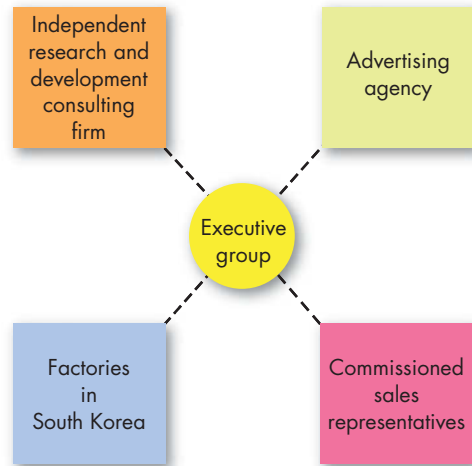 Independent
research and
development
consulting
firm
Advertising
agency
Executive
group
Factories
in
South Korea
Commissioned
sales
representatives